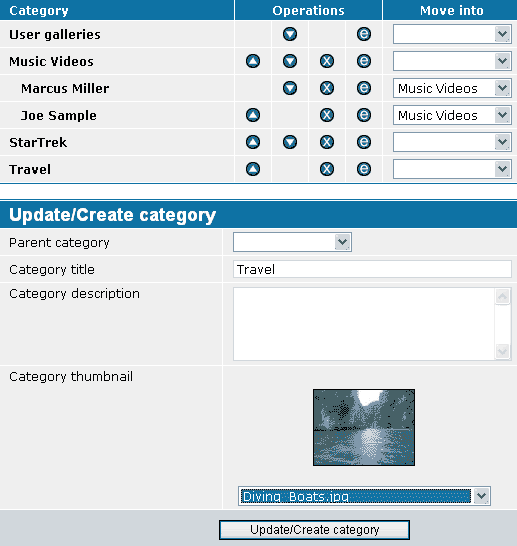 Category Operations Move into
User galleries e
Music Videos x e
Marcus Miller x e Music Videos
Joe Sample x e Music Videos
StarTrek x e
Travel x e
Update/Create category
Parent category
Category title Travel
Category description
Category thumbnail
Diving_Boats.jpg
Update/Create category